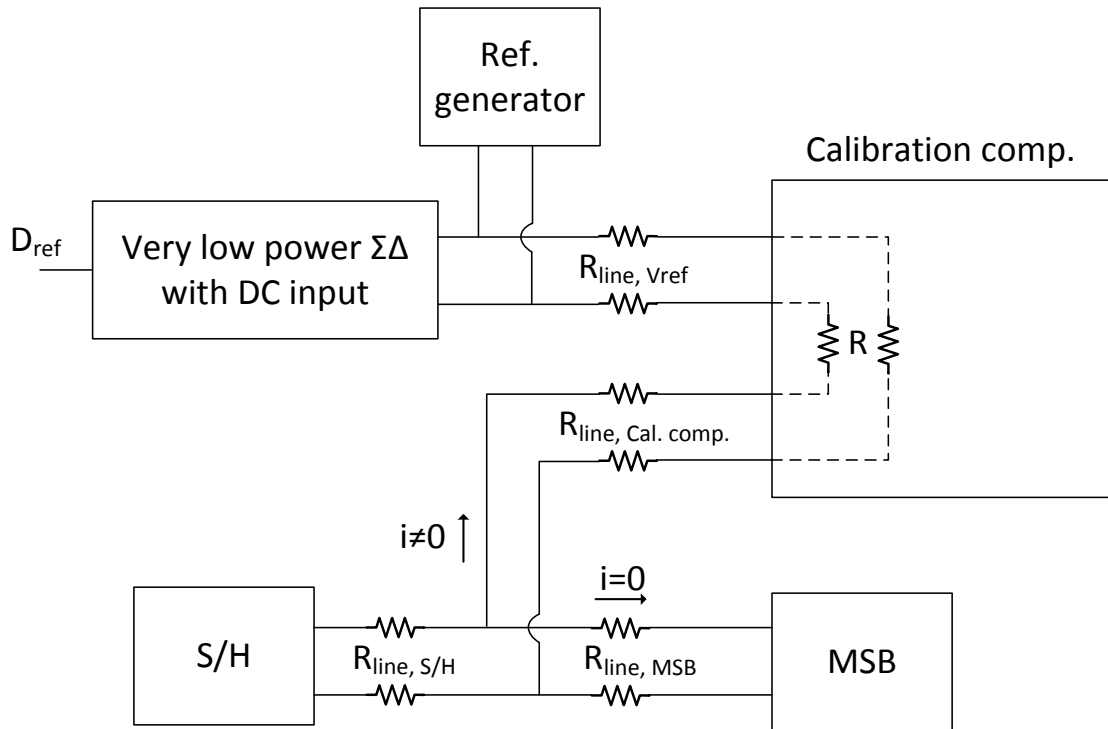 Ref.
generator
Calibration comp.
D_ref
Very low power ΣΔ
with DC input
R_line, Vref
R
R_line, Cal. comp.
i≠0
i=0
S/H
R_line, S/H
R_line, MSB
MSB